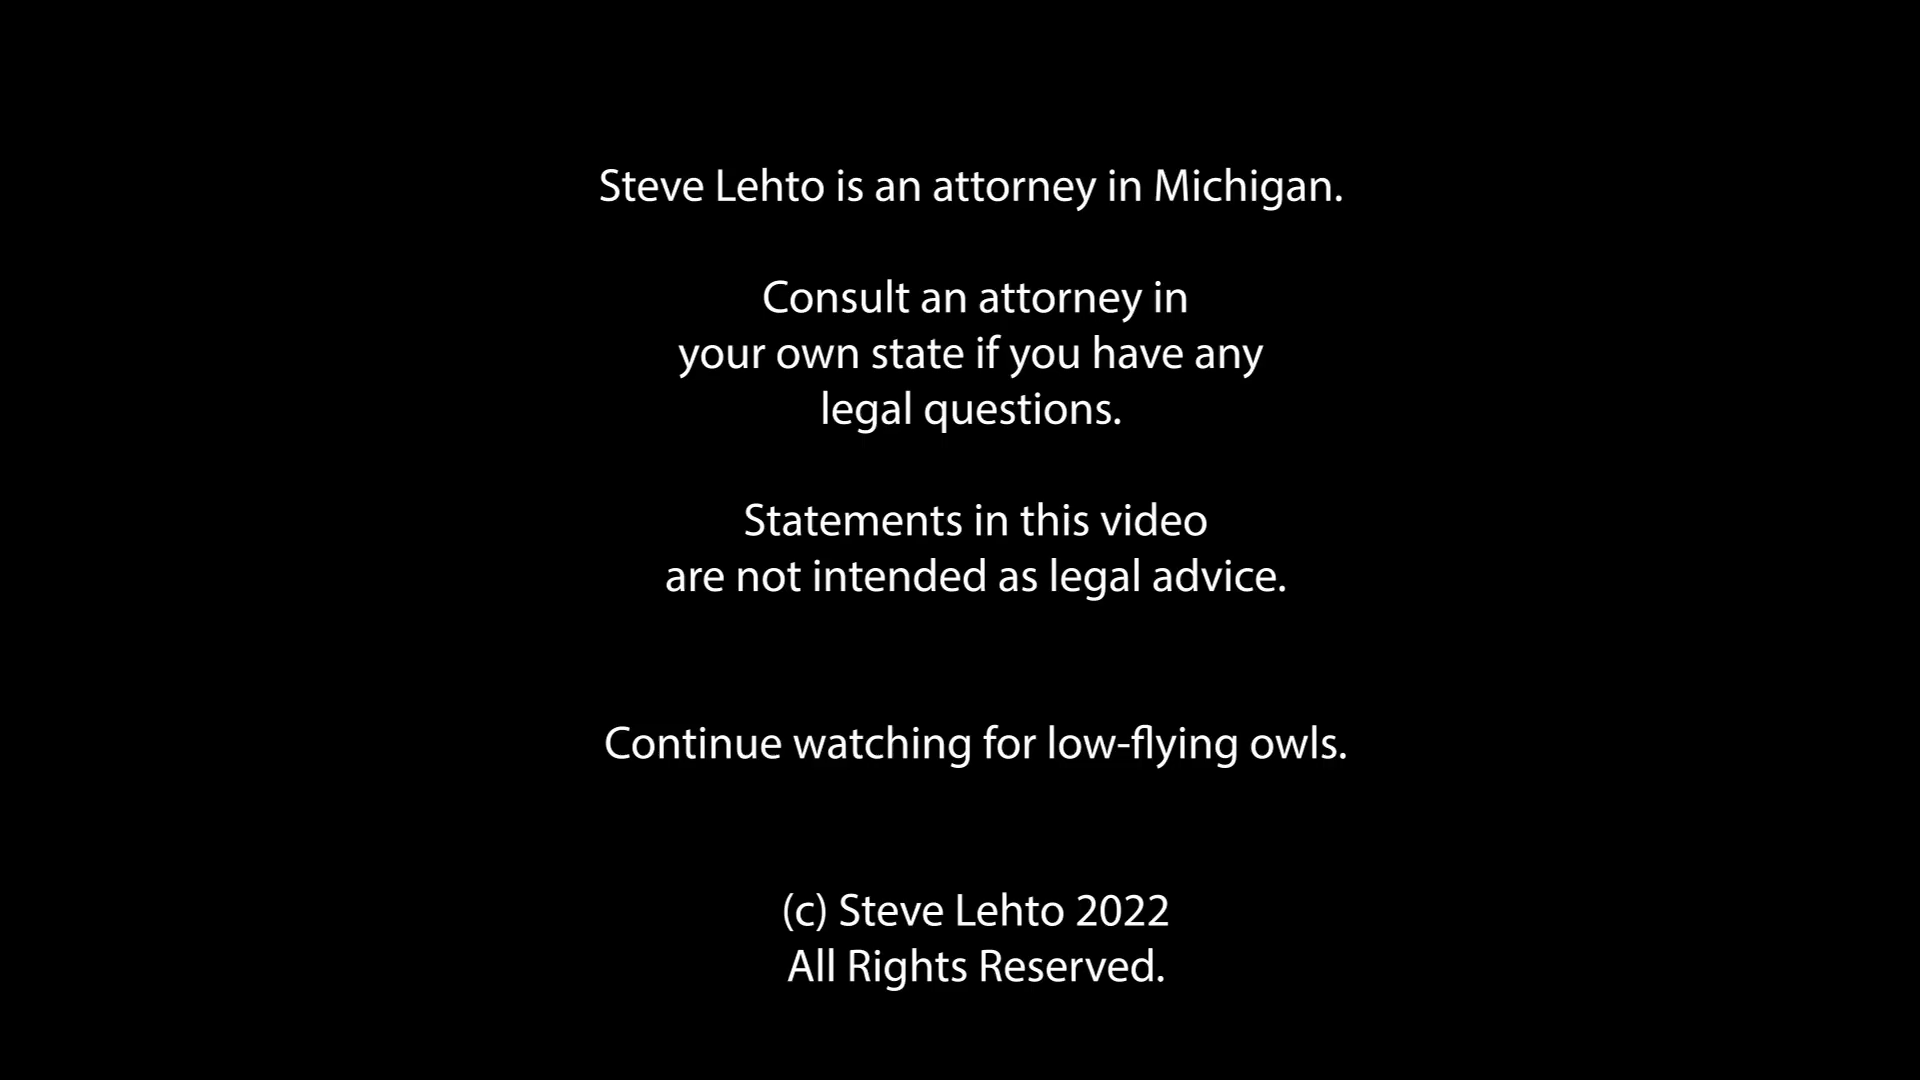 Steve Lehto is an attorney in Michigan.
Consult an attorney in
your own state if you have any
legal questions.
Statements in this video
are not intended as legal advice.
Continue watching for low-flying owls.
(c) Steve Lehto 2022
All Rights Reserved.